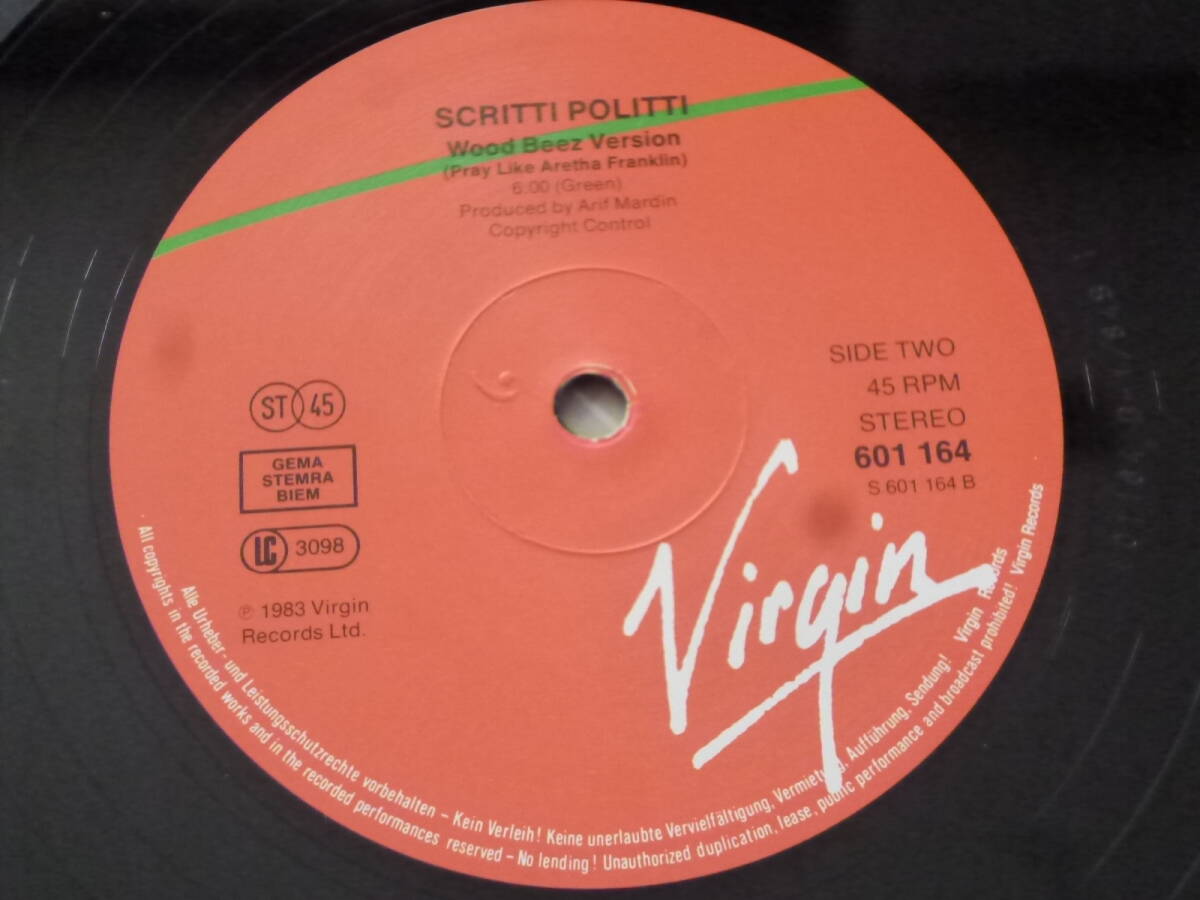 SCRITTI POLITTI
Wood Beez Version
(Pray Like Aretha Franklin)
6.00 (Green)
Produced by Arif Mardin
Copyright Control
SIDE TWO
45 RPM
STEREO
601 164
S 601 164 B
ST 45
GEMA
STEMRA
BIEM
LC 3098
℗ 1983 Virgin
Records Ltd.
Virgin
Alle Urheber- und Leistungsschutzrechte vorbehalten – Kein Verleih! Keine unerlaubte Vervielfältigung, Vermietung, Aufführung, Sendung! Virgin Records
All copyrights in the recorded works and in the recorded performances reserved – No lending! Unauthorized duplication, lease, public performance and broadcast prohibited! Virgin Records